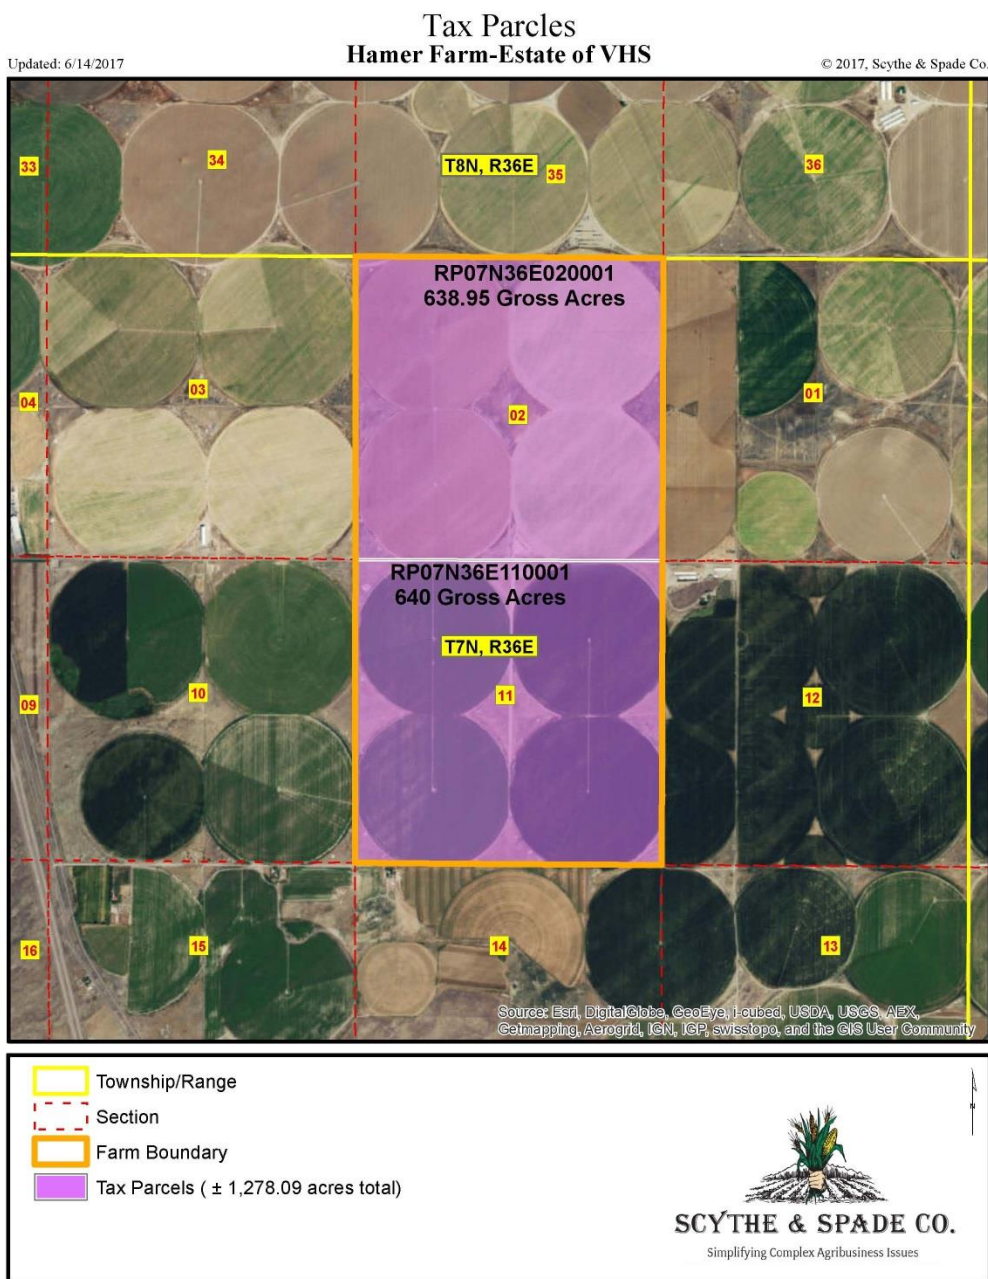 Tax Parcles
Hamer Farm-Estate of VHS
Updated: 6/14/2017
© 2017, Scythe & Spade Co.
33
34
T8N, R36E
35
36
RP07N36E020001
638.95 Gross Acres
04
03
02
01
RP07N36E110001
640 Gross Acres
T7N, R36E
09
10
11
12
16
15
14
13
Source: Esri, DigitalGlobe, GeoEye, i-cubed, USDA, USGS, AEX,
Getmapping, Aerogrid, IGN, IGP, swisstopo, and the GIS User Community
Township/Range
Section
Farm Boundary
Tax Parcels ( ± 1,278.09 acres total)
SCYTHE & SPADE CO.
Simplifying Complex Agribusiness Issues